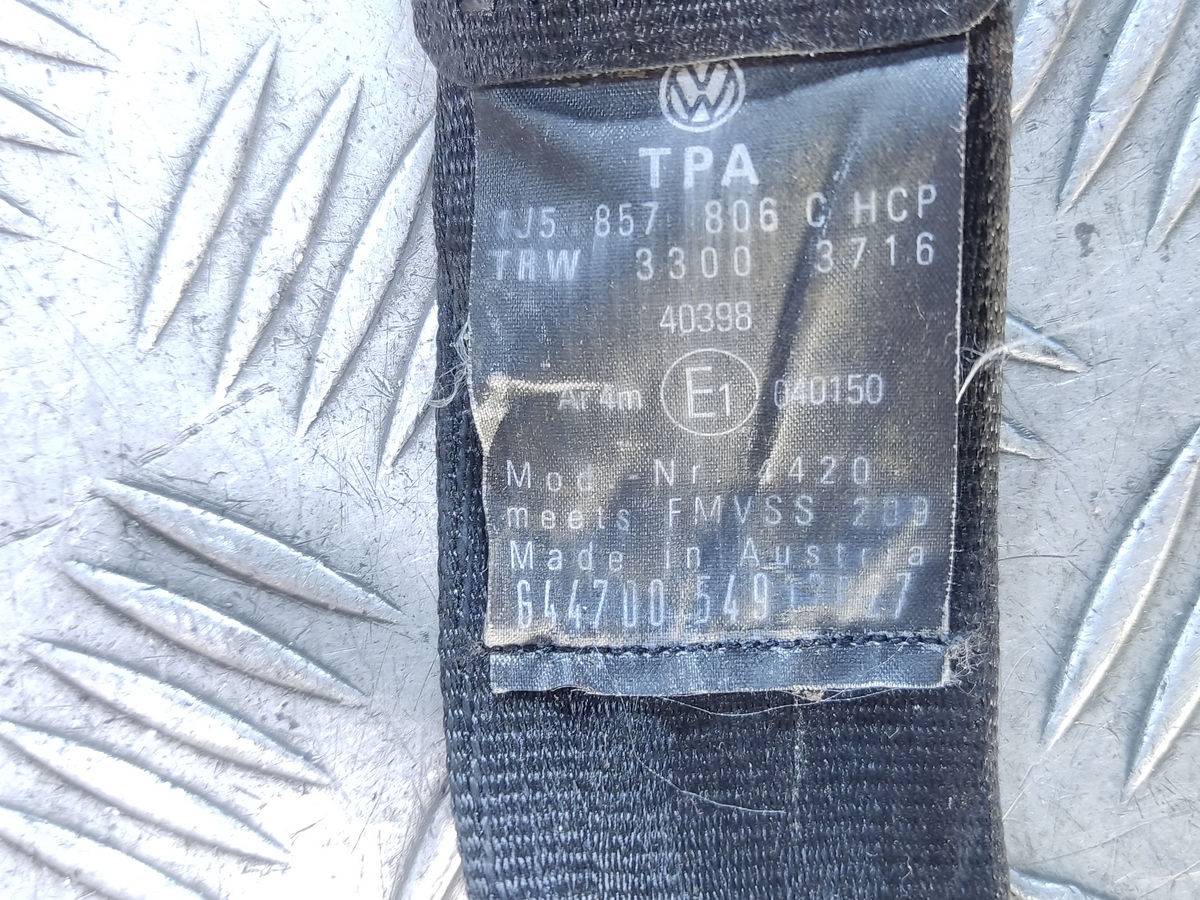 TPA
1J5 857 806 C HCP
TRW 3300 3716
40398
Ar4m E1 040150
Mod.-Nr. 4420
meets FMVSS 209
Made in Austria